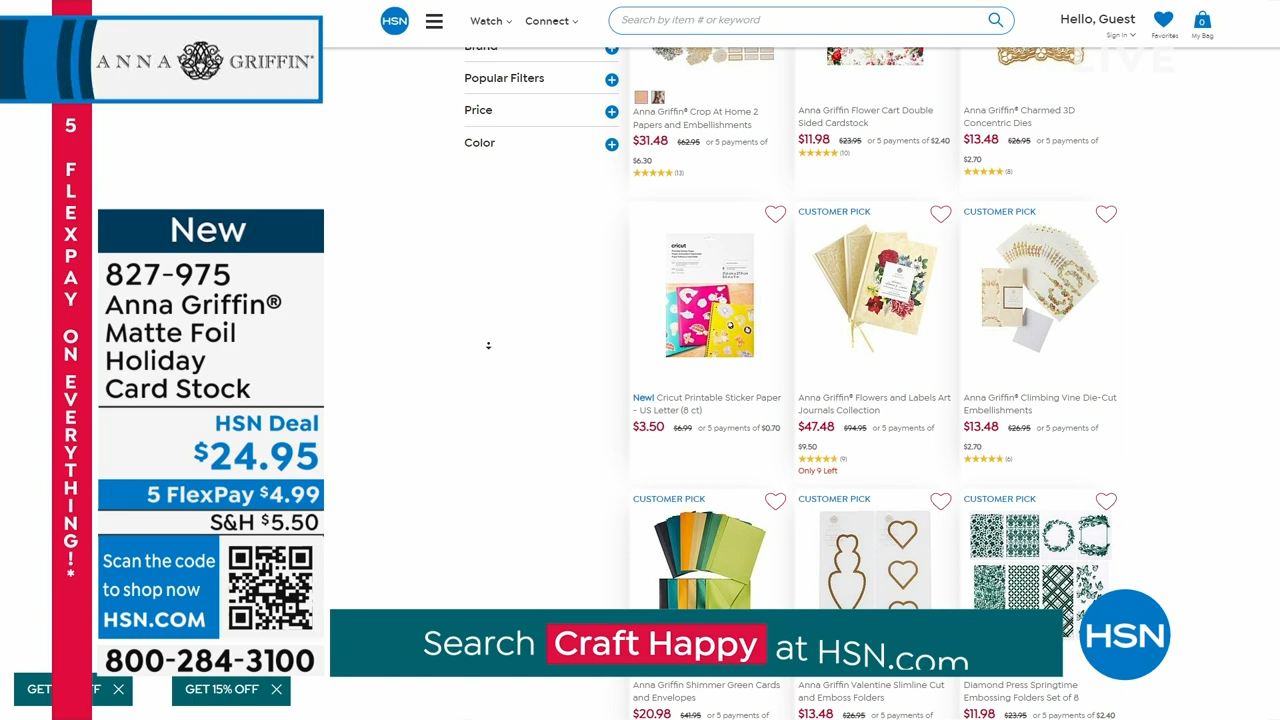 ANNA GRIFFIN®
5 FLEXPAY ON EVERYTHING!*
New
827-975
Anna Griffin®
Matte Foil
Holiday
Card Stock
HSN Deal
$24.95
5 FlexPay $4.99
S&H $5.50
Scan the code
to shop now
HSN.COM
800-284-3100
GET
FF
GET 15% OFF
HSN
Watch
Connect
Search by item # or keyword
Hello, Guest
Sign In
Favorites
0
My Bag
LIVE
Brand
Popular Filters
Price
Color
Anna Griffin® Crop At Home 2
Papers and Embellishments
$31.48 $62.95 or 5 payments of
$6.30
(13)
Anna Griffin Flower Cart Double
Sided Cardstock
$11.98 $23.95 or 5 payments of $2.40
(10)
Anna Griffin® Charmed 3D
Concentric Dies
$13.48 $26.95 or 5 payments of
$2.70
(8)
cricut
New! Cricut Printable Sticker Paper
- US Letter (8 ct)
$3.50 $6.99 or 5 payments of $0.70
CUSTOMER PICK
Anna Griffin® Flowers and Labels Art
Journals Collection
$47.48 $94.95 or 5 payments of
$9.50
(9)
Only 9 Left
CUSTOMER PICK
Anna Griffin® Climbing Vine Die-Cut
Embellishments
$13.48 $26.95 or 5 payments of
$2.70
(6)
CUSTOMER PICK
Anna Griffin Shimmer Green Cards
and Envelopes
$20.98 $41.95 or 5 payments of
CUSTOMER PICK
Anna Griffin Valentine Slimline Cut
and Emboss Folders
$13.48 $26.95 or 5 payments of
CUSTOMER PICK
Diamond Press Springtime
Embossing Folders Set of 8
$11.98 $23.95 or 5 payments of $2.40
Search Craft Happy at HSN.com
HSN